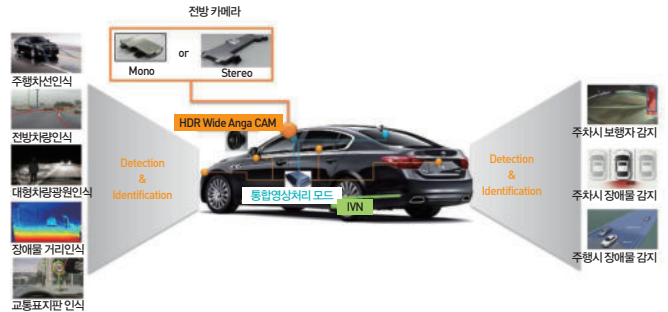 전방 카메라
Mono
or
Stereo
HDR Wide Anga CAM
주행차선인식
전방차량인식
대형차량광원인식
장애물 거리인식
교통표지판 인식
Detection
&
Identification
통합영상처리 모드
IVN
Detection
&
Identification
주차시 보행자 감지
주차시 장애물 감지
주행시 장애물 감지